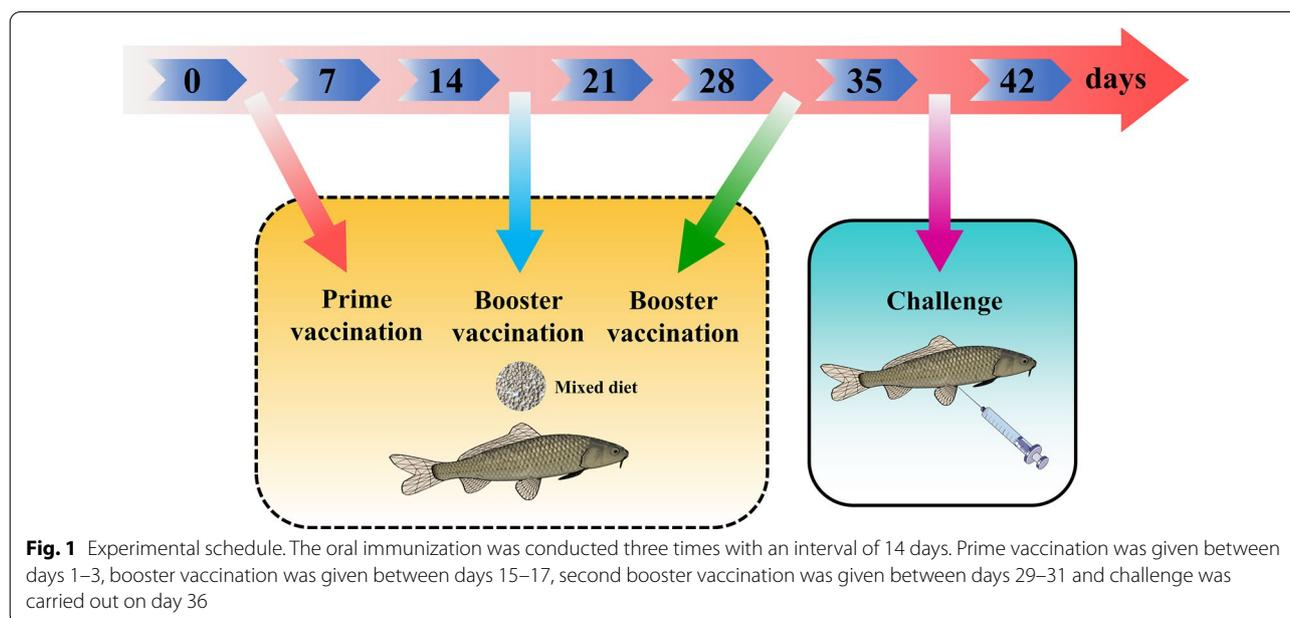 0 7 14 21 28 35 42 days
Prime
vaccination
Booster
vaccination
Booster
vaccination
Mixed diet
Challenge
Fig. 1 Experimental schedule. The oral immunization was conducted three times with an interval of 14 days. Prime vaccination was given between
days 1–3, booster vaccination was given between days 15–17, second booster vaccination was given between days 29–31 and challenge was
carried out on day 36